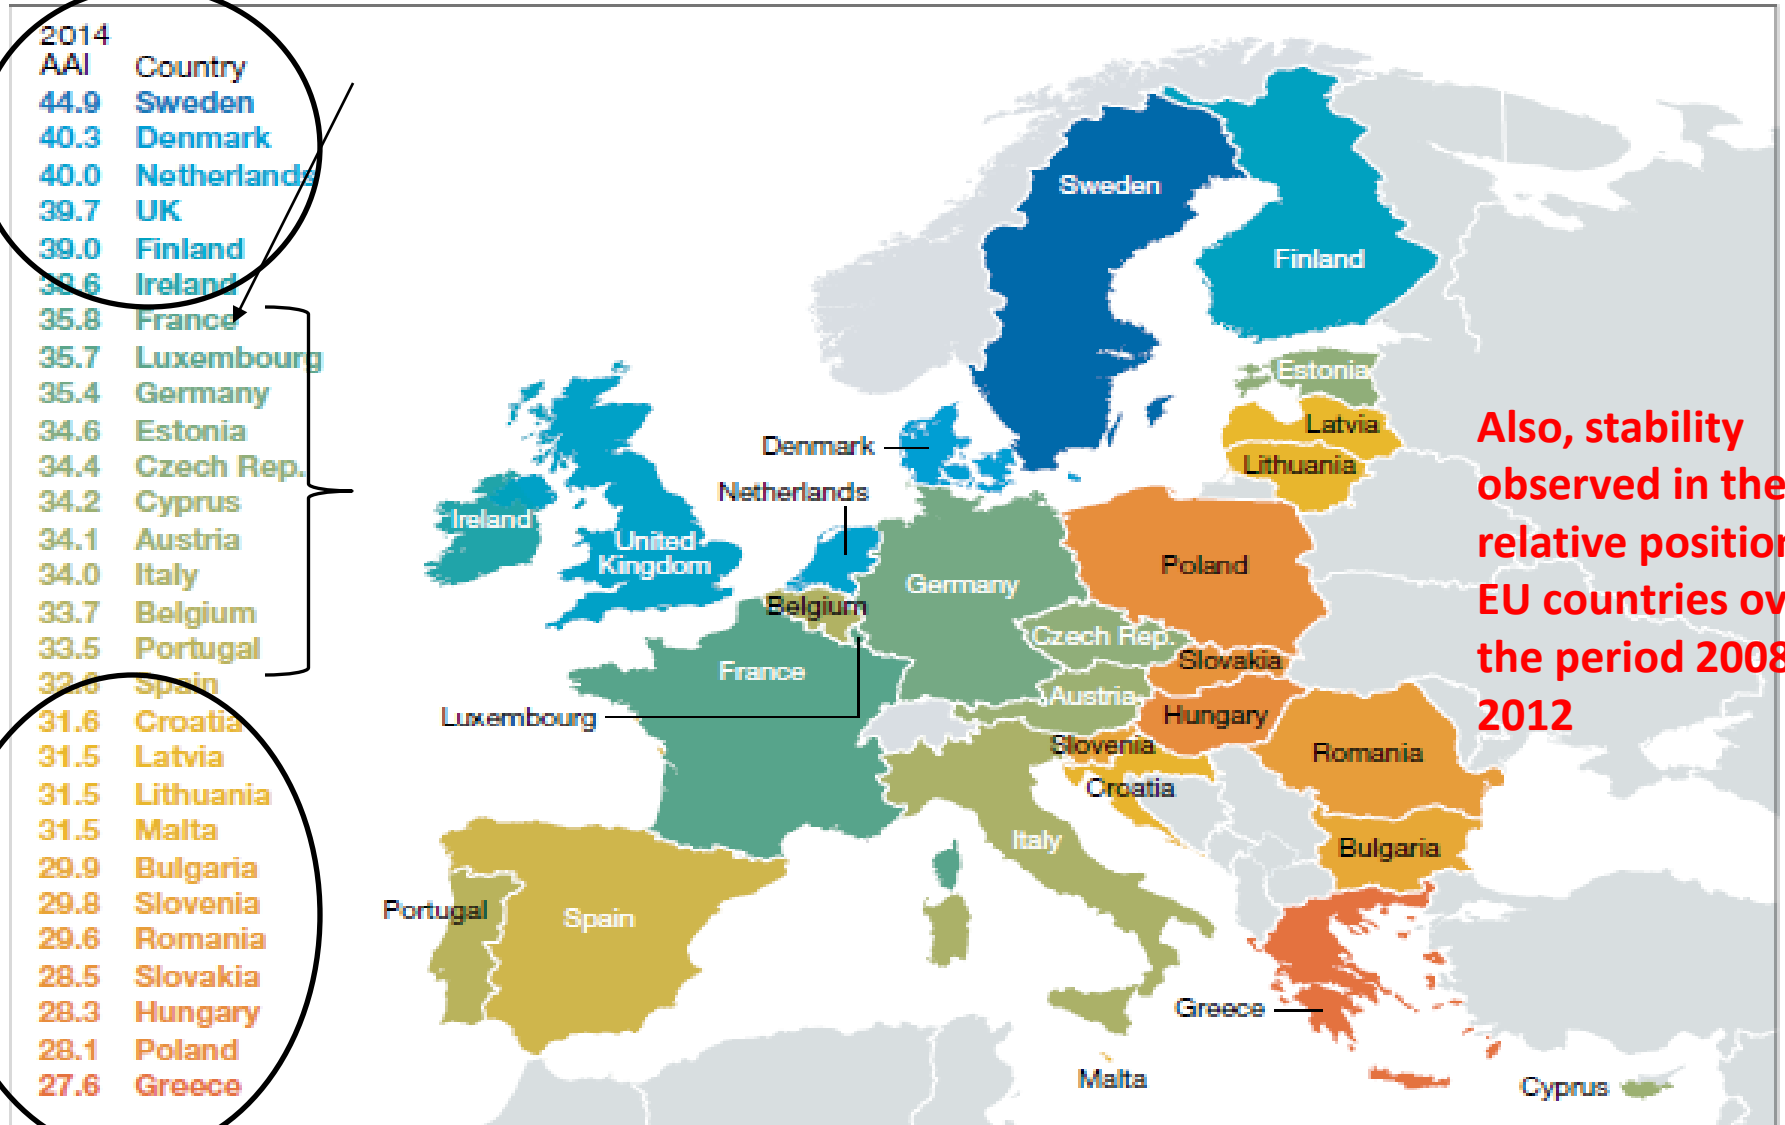 2014
AAI Country
44.9 Sweden
40.3 Denmark
40.0 Netherlands
39.7 UK
39.0 Finland
38.6 Ireland
35.8 France
35.7 Luxembourg
35.4 Germany
34.6 Estonia
34.4 Czech Rep.
34.2 Cyprus
34.1 Austria
34.0 Italy
33.7 Belgium
33.5 Portugal
32.6 Spain
31.6 Croatia
31.5 Latvia
31.5 Lithuania
31.5 Malta
29.9 Bulgaria
29.8 Slovenia
29.6 Romania
28.5 Slovakia
28.3 Hungary
28.1 Poland
27.6 Greece
Sweden
Finland
Estonia
Latvia
Lithuania
Denmark
Netherlands
Ireland
United
Kingdom
Belgium
Germany
Poland
Czech Rep.
Slovakia
France
Austria
Luxembourg
Hungary
Slovenia
Romania
Croatia
Italy
Bulgaria
Portugal
Spain
Greece
Malta
Cyprus
Also, stability
observed in the
relative position
EU countries ov
the period 2008
2012